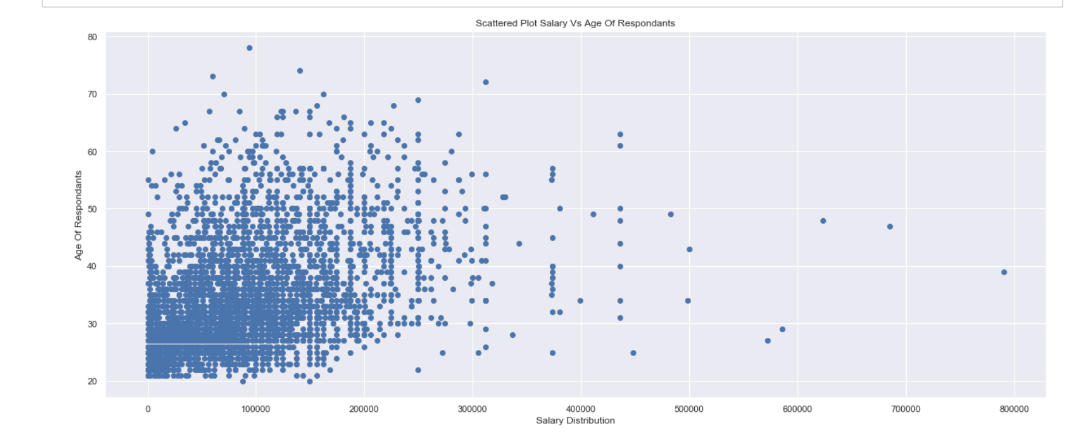 Scattered Plot Salary Vs Age Of Respondants
80
70
60
50
40
30
20
Age Of Respondants
0 100000 200000 300000 400000 500000 600000 700000 800000
Salary Distribution